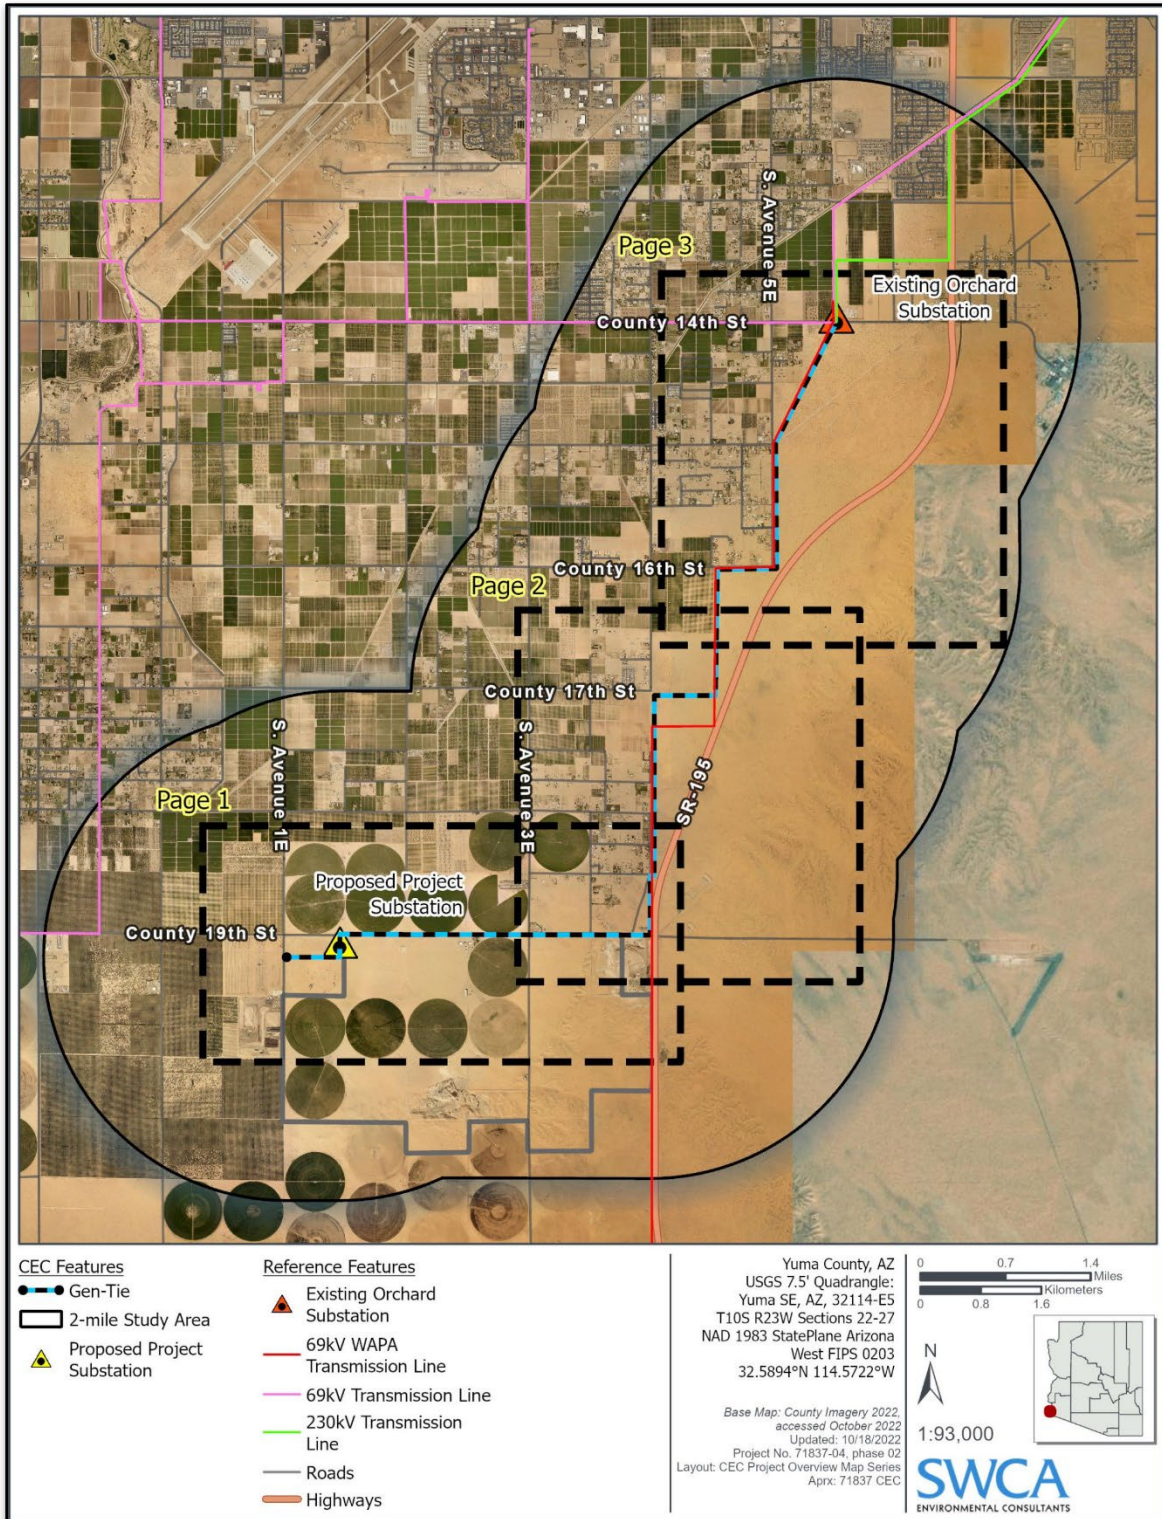 S. Avenue 5E
Page 3
Existing Orchard
Substation
County 14th St
County 16th St
Page 2
County 17th St
S. Avenue 1E
S. Avenue 3E
SR-195
Page 1
Proposed Project
Substation
County 19th St
CEC Features
Gen-Tie
2-mile Study Area
Proposed Project
Substation
Reference Features
Existing Orchard
Substation
69kV WAPA
Transmission Line
69kV Transmission Line
230kV Transmission
Line
Roads
Highways
Yuma County, AZ
USGS 7.5' Quadrangle:
Yuma SE, AZ, 32114-E5
T10S R23W Sections 22-27
NAD 1983 StatePlane Arizona
West FIPS 0203
32.5894°N 114.5722°W
Base Map: County Imagery 2022,
accessed October 2022
Updated: 10/18/2022
Project No. 71837-04, phase 02
Layout: CEC Project Overview Map Series
Aprx: 71837 CEC
0 0.7 1.4
Miles
Kilometers
0 0.8 1.6
N
1:93,000
SWCA
ENVIRONMENTAL CONSULTANTS